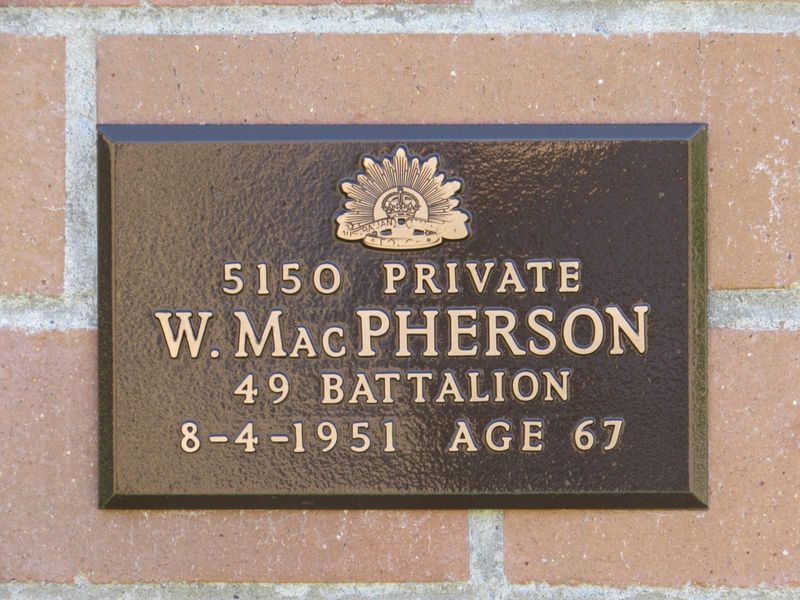 5150 PRIVATE
W. MacPHERSON
49 BATTALION
8-4-1951 AGE 67